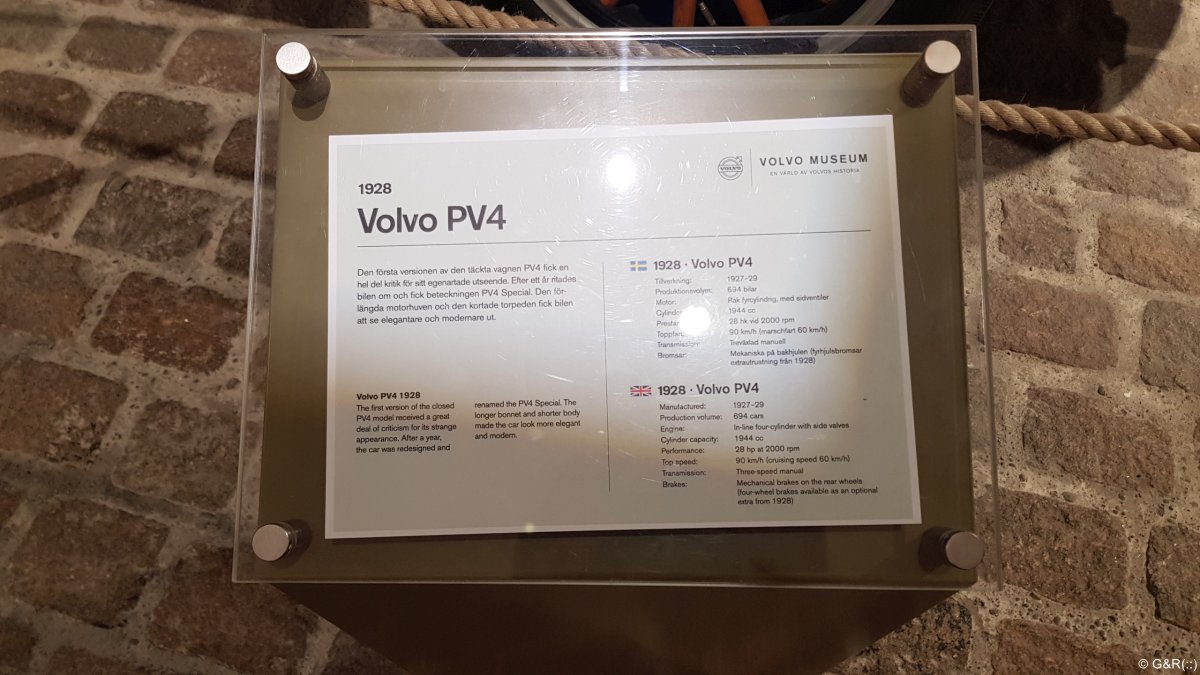 1928
Volvo PV4
VOLVO
VOLVO MUSEUM
EN VÄRLD AV VOLVOS HISTORIA
Den första versionen av den täckta vagnen PV4 fick en
hel del kritik för sitt egenartade utseende. Efter ett år ritades
bilen om och fick beteckningen PV4 Special. Den för-
längda motorhuven och den kortade torpeden fick bilen
att se elegantare och modernare ut.
Volvo PV4 1928
The first version of the closed
PV4 model received a great
deal of criticism for its strange
appearance. After a year,
the car was redesigned and
renamed the PV4 Special. The
longer bonnet and shorter body
made the car look more elegant
and modern.
1928 · Volvo PV4
Tillverkning: 1927–29
Produktionsvolym: 694 bilar
Motor: Rak fyrcylindrig, med sidventiler
1944 cc
28 hk vid 2000 rpm
90 km/h (marschfart 60 km/h)
Transmission: Treväxlad manuell
Bromsar: Mekaniska på bakhjulen (fyrhjulsbromsar
extrautrustning från 1928)
1928 · Volvo PV4
Manufactured: 1927–29
Production volume: 694 cars
Engine: In-line four-cylinder with side valves
Cylinder capacity: 1944 cc
Performance: 28 hp at 2000 rpm
Top speed: 90 km/h (cruising speed 60 km/h)
Transmission: Three-speed manual
Brakes: Mechanical brakes on the rear wheels
(four-wheel brakes available as an optional
extra from 1928)
© G&R(::)